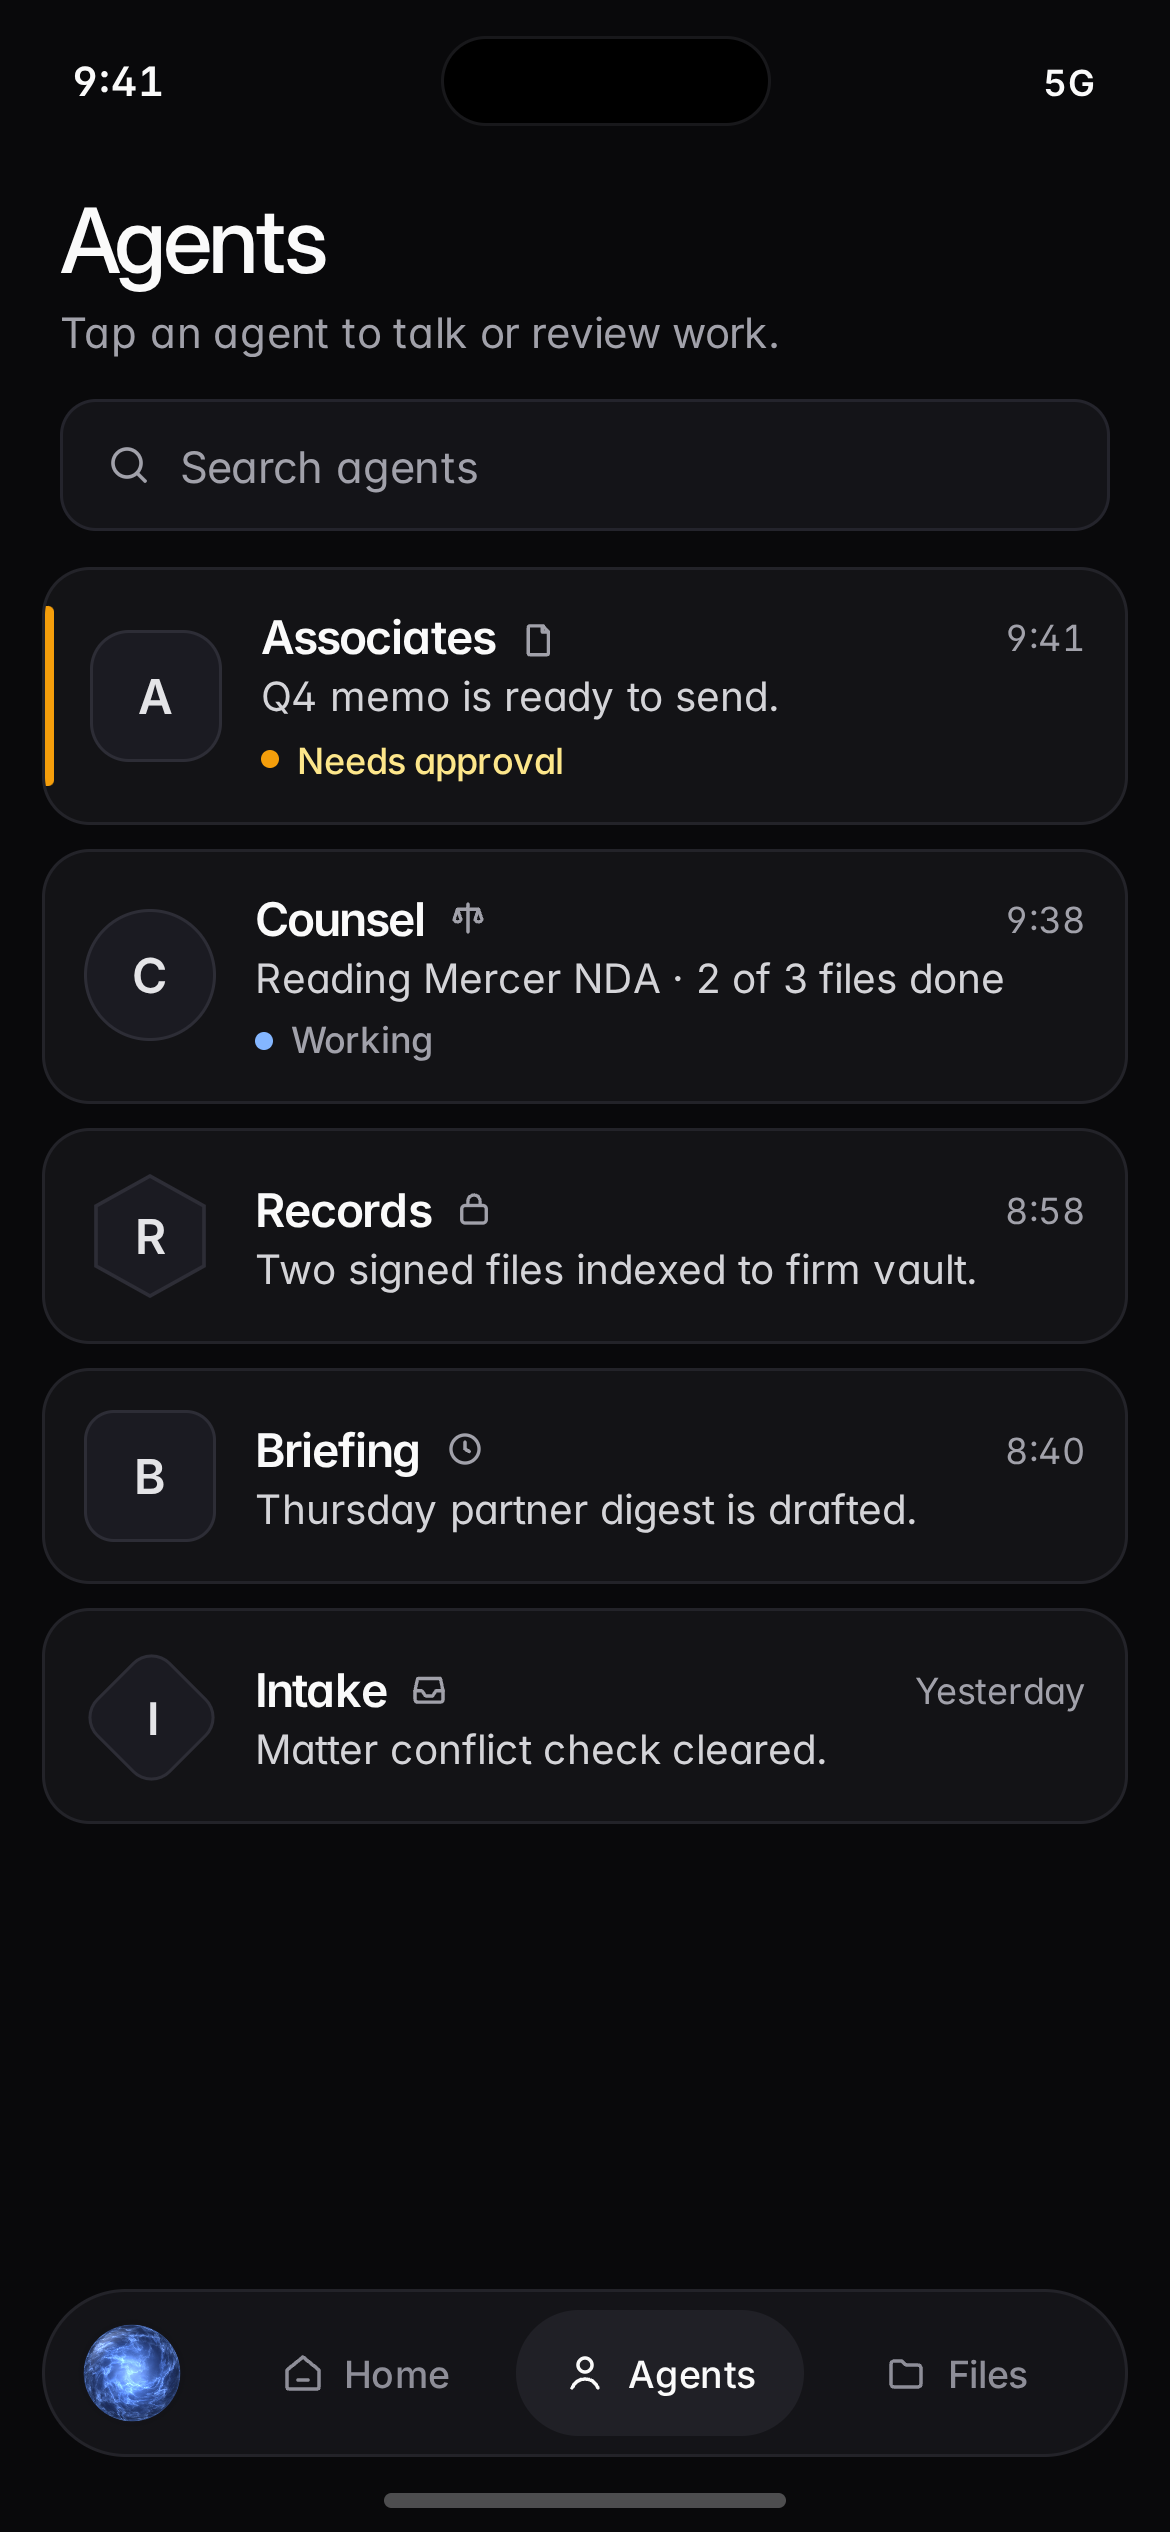 9:41
5G
Agents
Tap an agent to talk or review work.
Search agents
A
Associates
9:41
Q4 memo is ready to send.
Needs approval
C
Counsel
9:38
Reading Mercer NDA · 2 of 3 files done
Working
R
Records
8:58
Two signed files indexed to firm vault.
B
Briefing
8:40
Thursday partner digest is drafted.
I
Intake
Yesterday
Matter conflict check cleared.
Home
Agents
Files